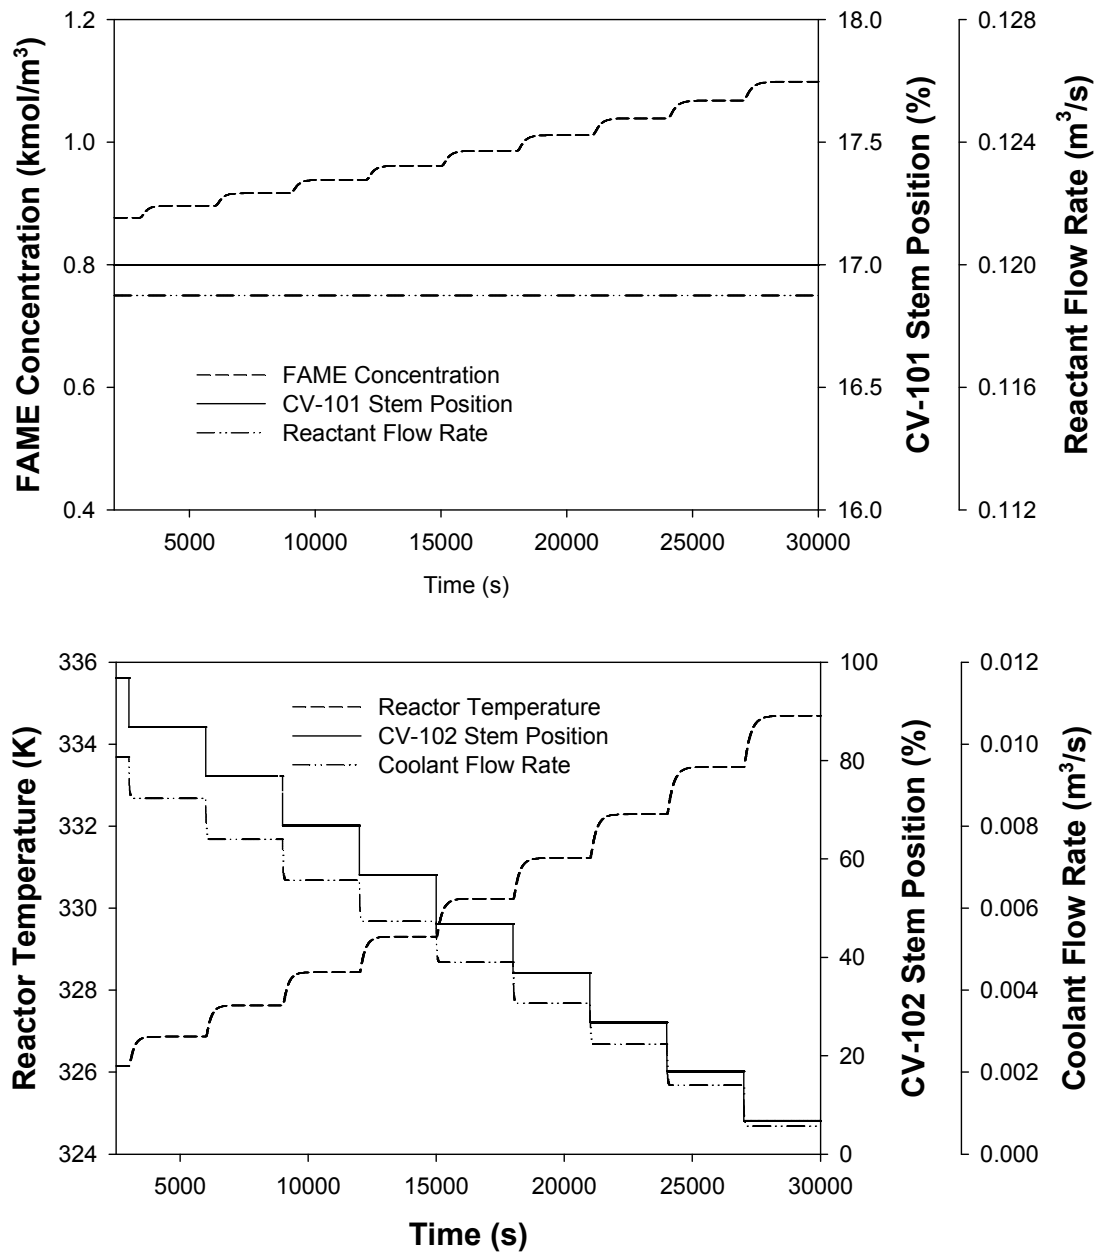 FAME Concentration (kmol/m³)
1.2
1.0
0.8
0.6
0.4
18.0
17.5
17.0
16.5
16.0
CV-101 Stem Position (%)
0.128
0.124
0.120
0.116
0.112
Reactant Flow Rate (m³/s)
FAME Concentration
CV-101 Stem Position
Reactant Flow Rate
5000 10000 15000 20000 25000 30000
Time (s)
Reactor Temperature (K)
336
334
332
330
328
326
324
100
80
60
40
20
0
CV-102 Stem Position (%)
0.012
0.010
0.008
0.006
0.004
0.002
0.000
Coolant Flow Rate (m³/s)
Reactor Temperature
CV-102 Stem Position
Coolant Flow Rate
5000 10000 15000 20000 25000 30000
Time (s)